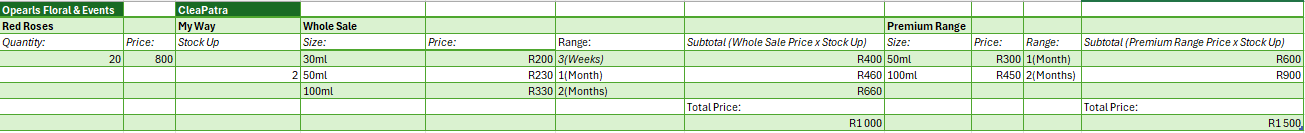 Opearls Floral & Events CleaPatra
Red Roses My Way Whole Sale Premium Range
Quantity: Price: Stock Up Size: Price: Range: Subtotal (Whole Sale Price x Stock Up) Size: Price: Range: Subtotal (Premium Range Price x Stock Up)
20 800 30ml R200 3(Weeks) R400 50ml R300 1(Month) R600
2 50ml R230 1(Month) R460 100ml R450 2(Months) R900
100ml R330 2(Months) R660
Total Price: Total Price:
R1 000 R1 500